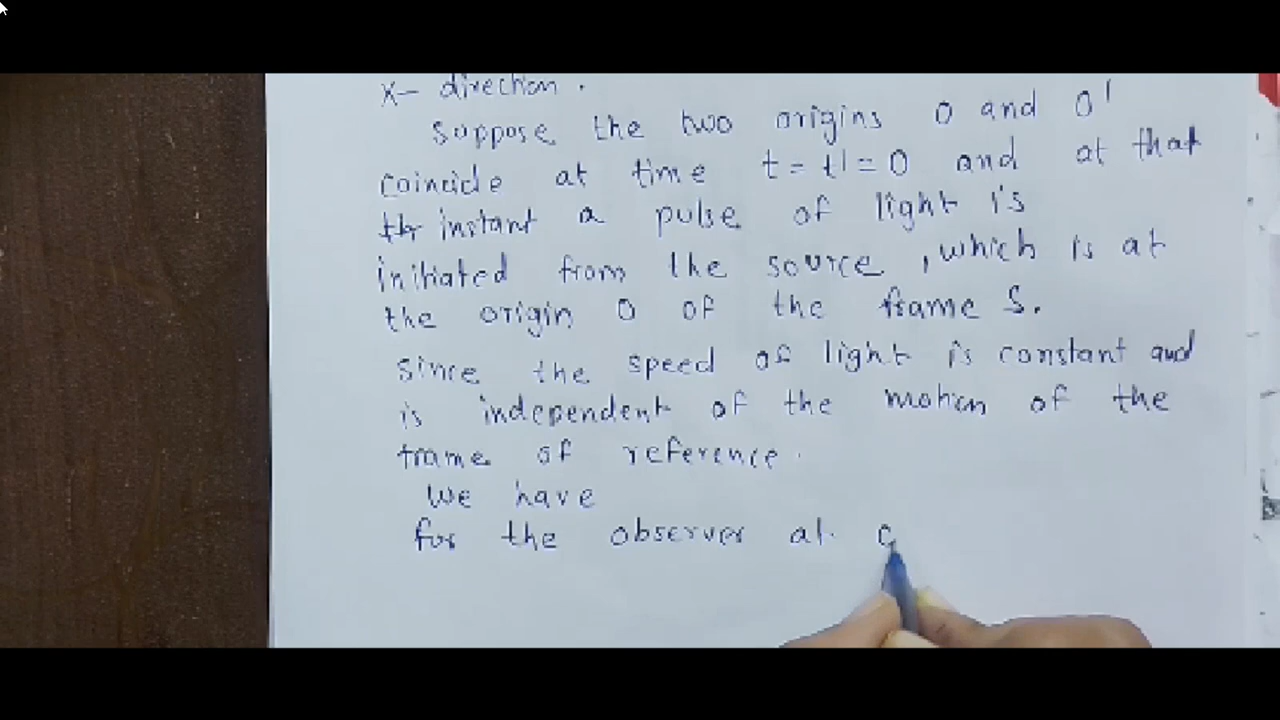 x- direction.
suppose the two origins O and O'
coincide at time t = t' = 0 and at that
instant a pulse of light is
initiated from the source, which is at
the origin O of the frame S.
since the speed of light is constant and
is independent of the motion of the
frame of reference.
We have
for the observer at